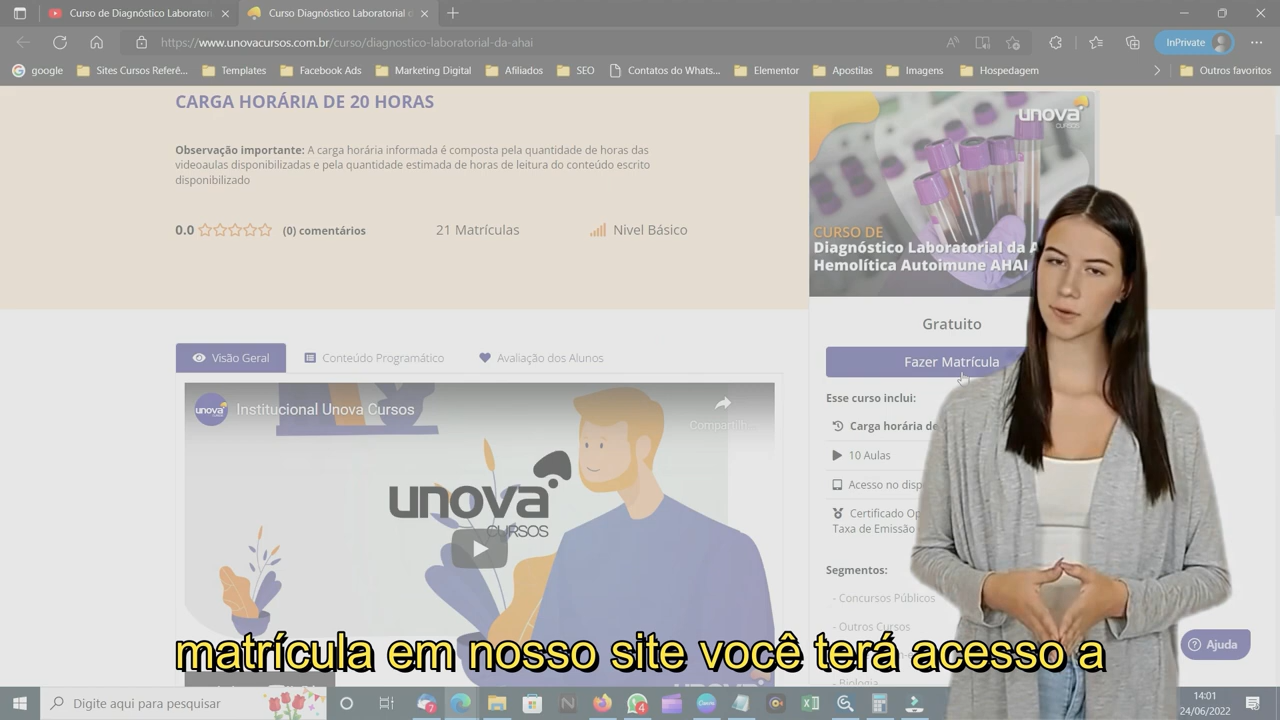 Curso de Diagnóstico Laboratori
Curso Diagnóstico Laboratorial d
https://www.unovacursos.com.br/curso/diagnostico-laboratorial-da-ahai
InPrivate
google
Sites Cursos Referê...
Templates
Facebook Ads
Marketing Digital
Afiliados
SEO
Contatos do Whats...
Elementor
Apostilas
Imagens
Hospedagem
Outros favoritos
CARGA HORÁRIA DE 20 HORAS
Observação importante: A carga horária informada é composta pela quantidade de horas das
videoaulas disponibilizadas e pela quantidade estimada de horas de leitura do conteúdo escrito
disponibilizado
0.0
(0) comentários
21 Matrículas
Nivel Básico
unova
CURSOS
CURSO DE
Diagnóstico Laboratorial da A
Hemolítica Autoimune AHAI
Gratuito
Fazer Matrícula
Esse curso inclui:
Carga horária de
10 Aulas
Acesso no disp
Certificado Op
Taxa de Emissão
Segmentos:
- Concursos Públicos
- Outros Cursos
- Biologia
Visão Geral
Conteúdo Programático
Avaliação dos Alunos
unova
Institucional Unova Cursos
Compartilh...
unova
CURSOS
matrícula em nosso site você terá acesso a
Ajuda
Digite aqui para pesquisar
14:01
24/06/2022